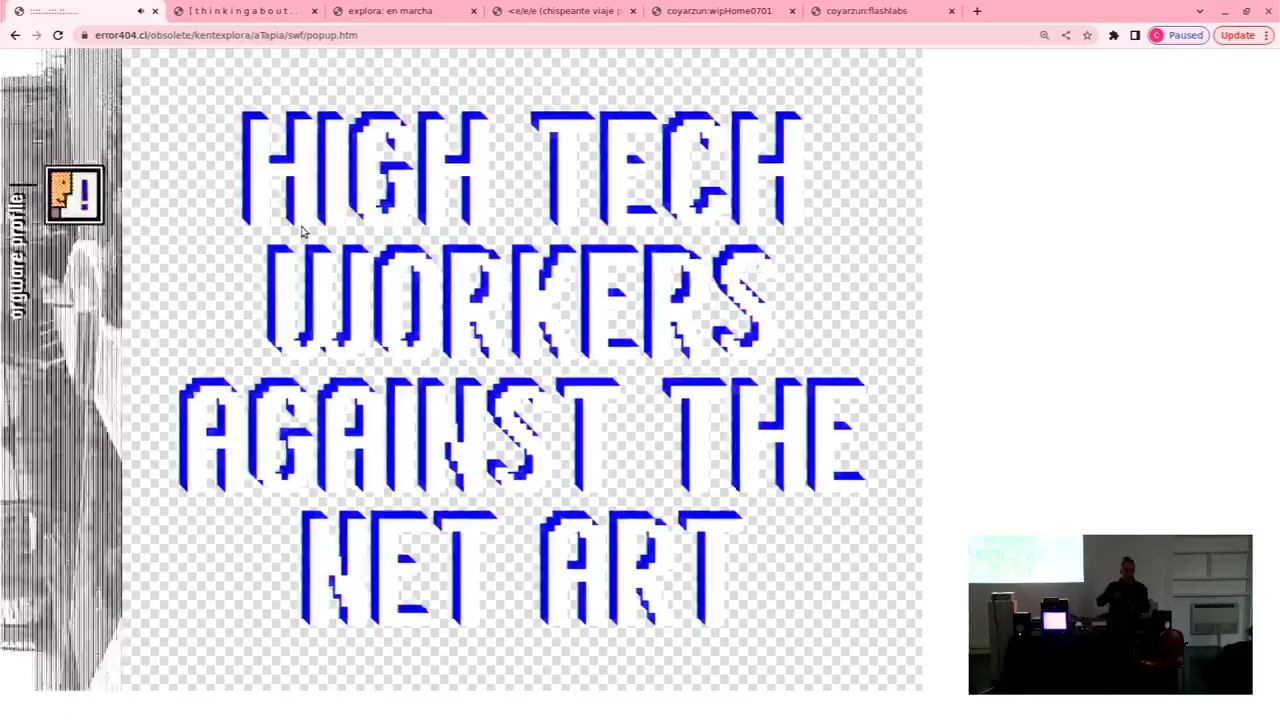 ::::...:::.::.....
[ t h i n k i n g a b o u t . . .
explora: en marcha
<e/e/e (chispeante viaje p
coyarzun:wipHome0701
coyarzun:flashlabs
error404.cl/obsolete/kentexplora/aTapia/swf/popup.htm
C Paused
Update
orgware profile
!
HIGH TECH
WORKERS
AGAINST THE
NET ART